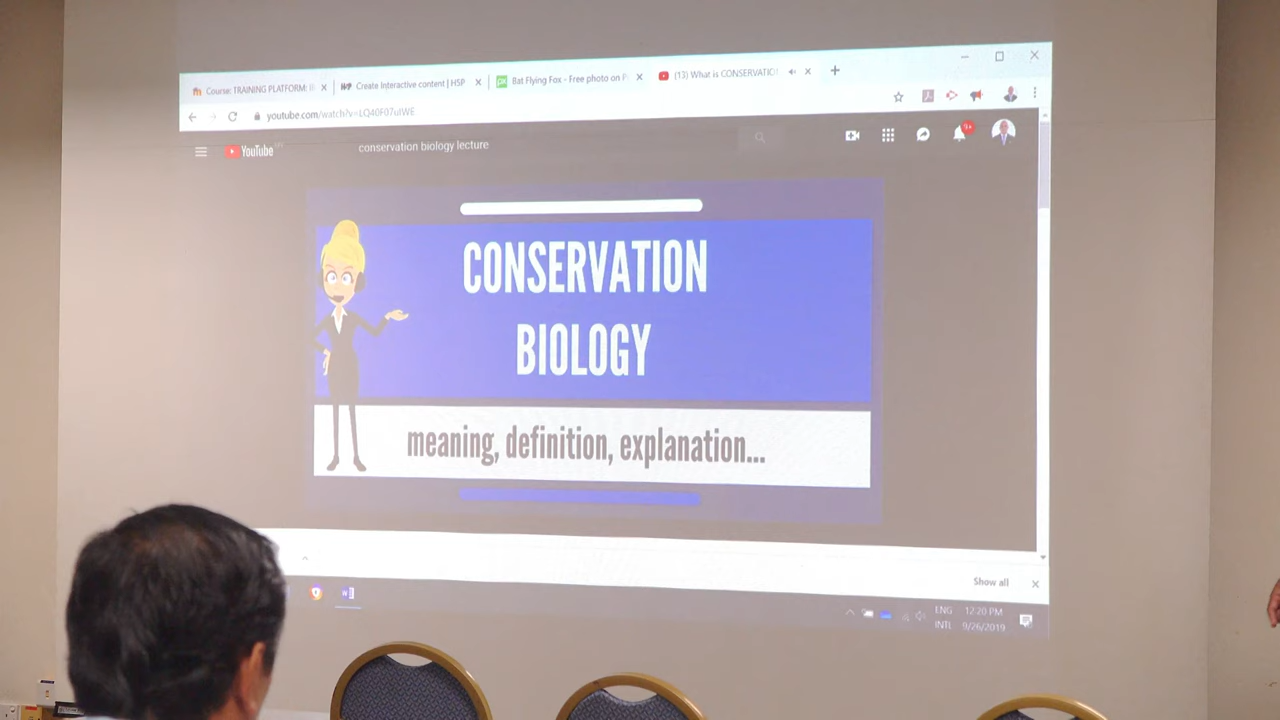 Course: TRAINING PLATFORM:
Create Interactive content | H5P
Bat Flying Fox - Free photo on
(13) What is CONSERVATIO
youtube.com/watch?v=LQ40F07uIWE
YouTube
conservation biology lecture
9+
CONSERVATION
BIOLOGY
meaning, definition, explanation...
Show all
ENG
12:20 PM
INTL
9/26/2019